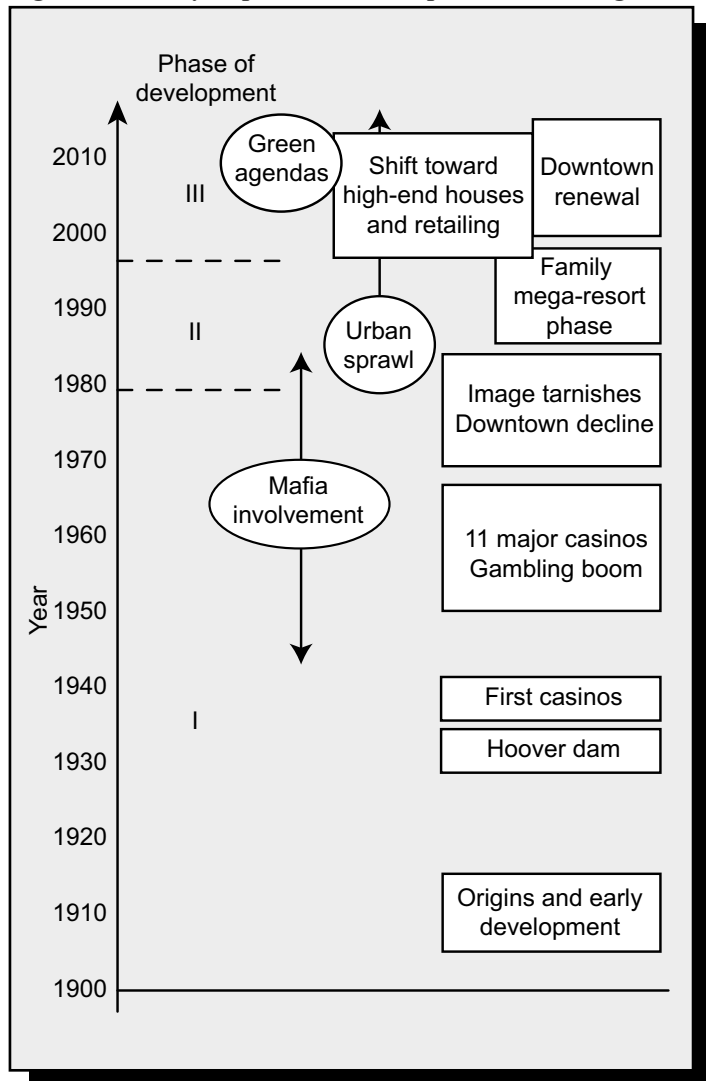 Phase of
development
2010
2000
1990
1980
1970
1960
1950
1940
1930
1920
1910
1900
Year
III
II
I
Green
agendas
Shift toward
high-end houses
and retailing
Downtown
renewal
Family
mega-resort
phase
Urban
sprawl
Image tarnishes
Downtown decline
Mafia
involvement
11 major casinos
Gambling boom
First casinos
Hoover dam
Origins and early
development